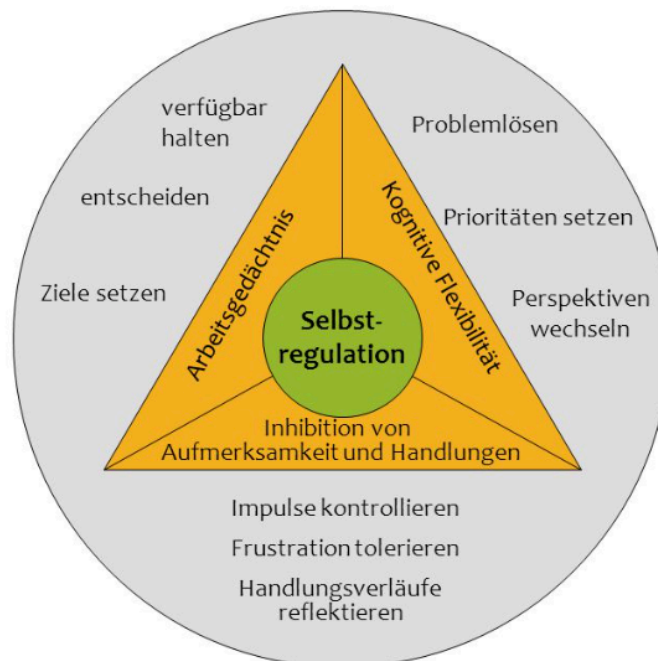 verfügbar
halten
entscheiden
Ziele setzen
Arbeitsgedächtnis
Problemlösen
Prioritäten setzen
Perspektiven
wechseln
Kognitive Flexibilität
Selbst-
regulation
Inhibition von
Aufmerksamkeit und Handlungen
Impulse kontrollieren
Frustration tolerieren
Handlungsverläufe
reflektieren